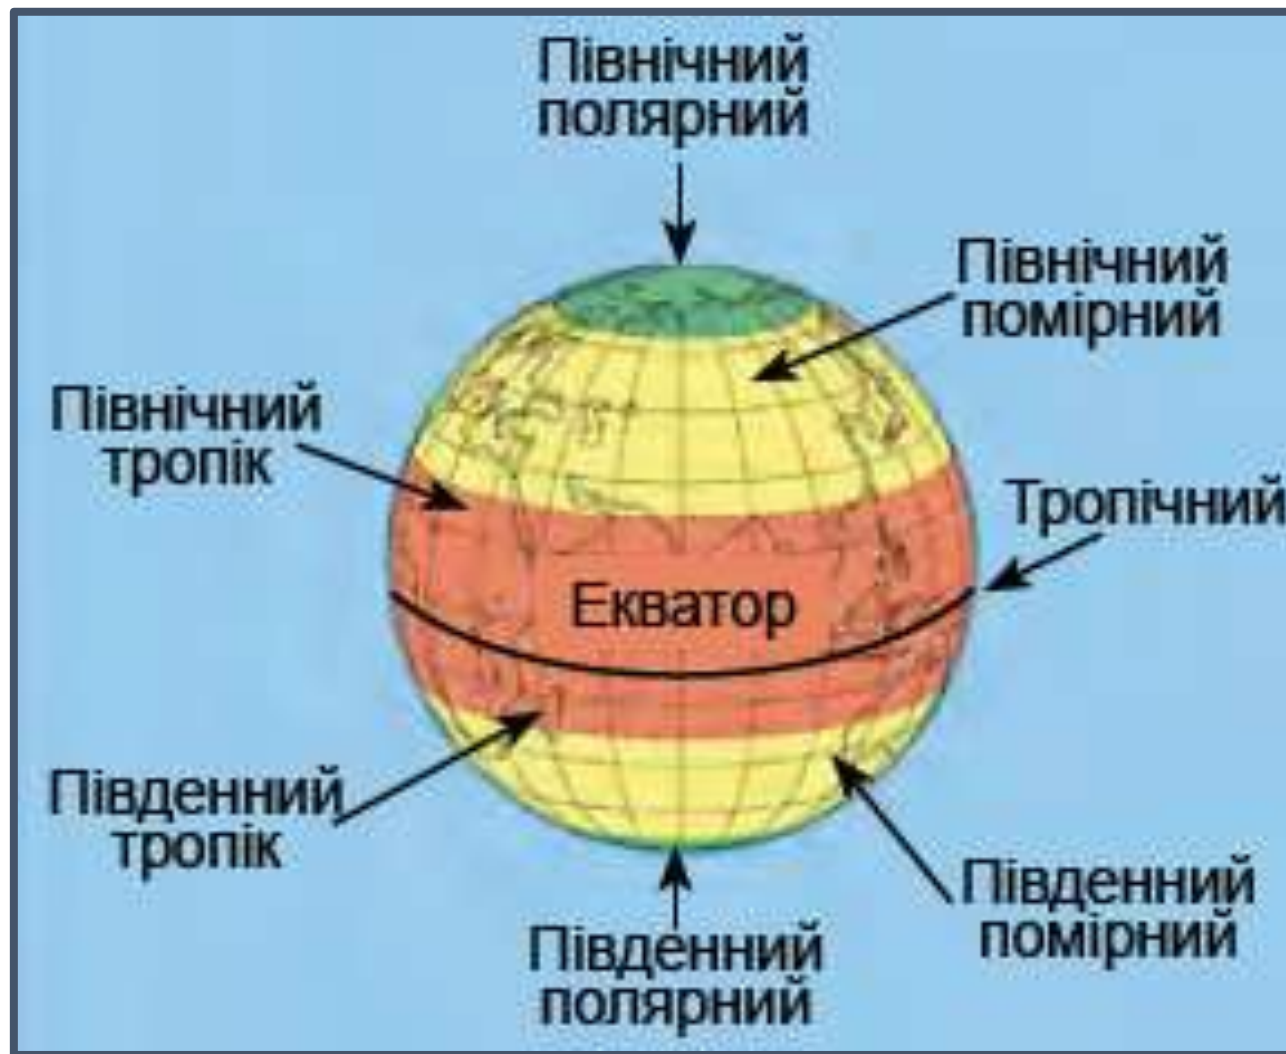 Північний
полярний
Північний
помірний
Північний
тропік
Тропічний
Екватор
Південний
тропік
Південний
помірний
Південний
полярний